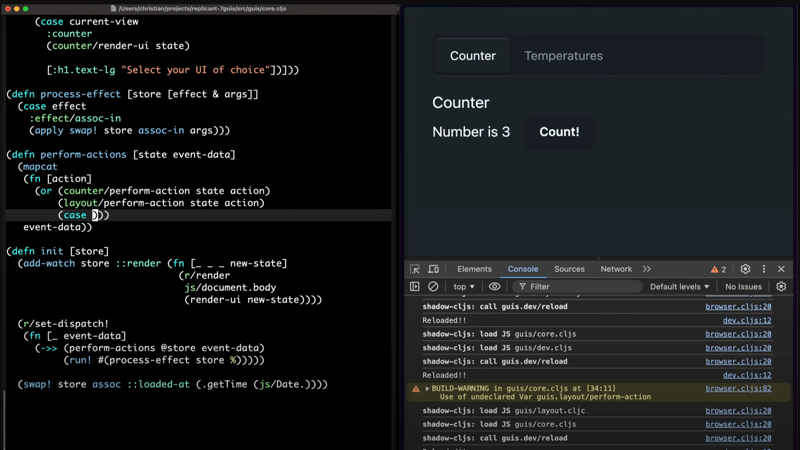 /Users/christian/projects/replicant-7guis/src/guis/core.cljs
(case current-view
:counter
(counter/render-ui state)
[:h1.text-lg "Select your UI of choice"])]))
(defn process-effect [store [effect & args]]
(case effect
:effect/assoc-in
(apply swap! store assoc-in args)))
(defn perform-actions [state event-data]
(mapcat
(fn [action]
(or (counter/perform-action state action)
(layout/perform-action state action)
(case )))
event-data))
(defn init [store]
(add-watch store ::render (fn [_ _ _ new-state]
(r/render
js/document.body
(render-ui new-state))))
(r/set-dispatch!
(fn [_ event-data]
(->> (perform-actions @store event-data)
(run! #(process-effect store %)))))
(swap! store assoc ::loaded-at (.getTime (js/Date.))))
Counter
Temperatures
Counter
Number is 3
Count!
Elements
Console
Sources
Network
2
top
Filter
Default levels
No Issues
shadow-cljs: call guis.dev/reload browser.cljs:20
Reloaded!! dev.cljs:12
shadow-cljs: load JS guis/core.cljs browser.cljs:20
shadow-cljs: load JS guis/dev.cljs browser.cljs:20
shadow-cljs: call guis.dev/reload browser.cljs:20
Reloaded!! dev.cljs:12
BUILD-WARNING in guis/core.cljs at [34:11] browser.cljs:82
Use of undeclared Var guis.layout/perform-action
shadow-cljs: load JS guis/layout.cljc browser.cljs:20
shadow-cljs: load JS guis/core.cljs browser.cljs:20
shadow-cljs: call guis.dev/reload browser.cljs:20
Reloaded!! dev.cljs:12